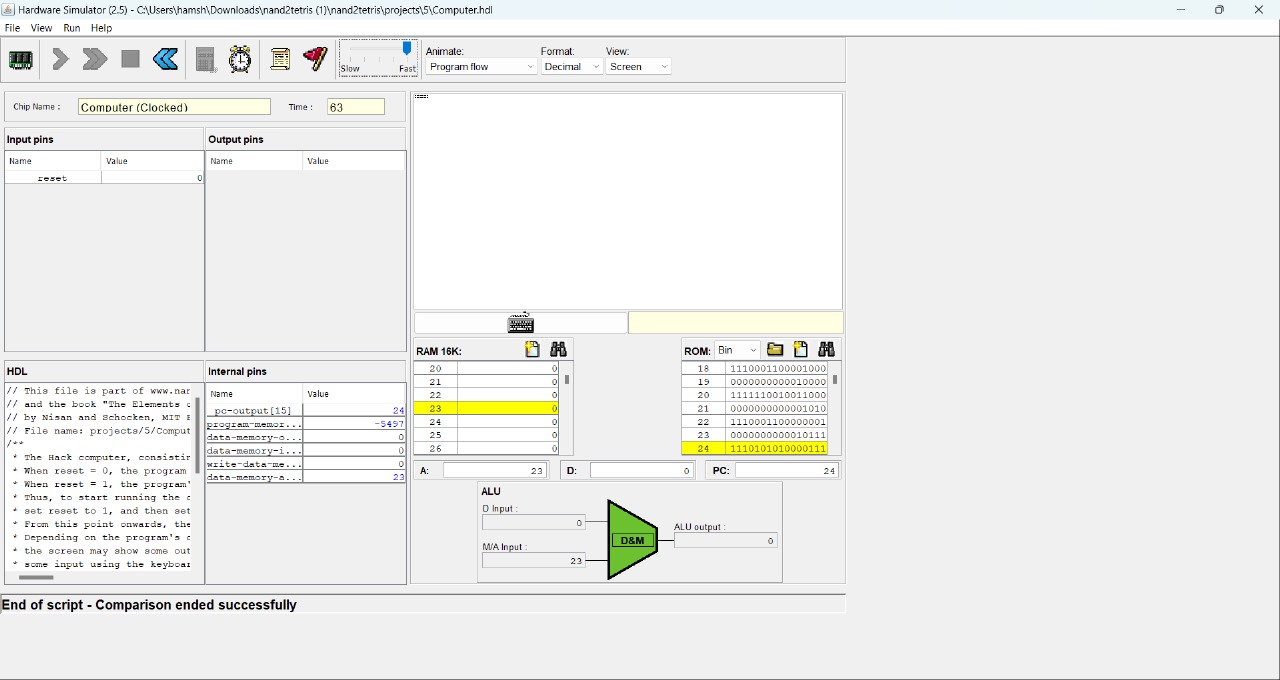 Hardware Simulator (2.5) - C:\Users\hamsh\Downloads\nand2tetris (1)\nand2tetris\projects\5\Computer.hdl
File View Run Help
Slow Fast
Animate:
Program flow
Format:
Decimal
View:
Screen
Chip Name :
Computer (Clocked)
Time :
63
Input pins
Name Value
reset 0
Output pins
Name Value
HDL
// This file is part of www.nar
// and the book "The Elements o
// by Nisan and Schocken, MIT
// File name: projects/5/Comput
/**
* The Hack computer, consistir
* When reset = 0, the program
* When reset = 1, the program'
* Thus, to start running the c
* set reset to 1, and then set
* From this point onwards, the
* Depending on the program's c
* the screen may show some out
* some input using the keyboar
Internal pins
Name Value
pc-output[15] 24
program-memor... -5497
data-memory-o... 0
data-memory-i... 0
write-data-me... 0
data-memory-a... 23
RAM 16K:
20 0
21 0
22 0
23 0
24 0
25 0
26 0
ROM: Bin
18 1110001100001000
19 0000000000010000
20 1111110010011000
21 0000000000001010
22 1110001100000001
23 0000000000010111
24 1110101010000111
A: 23
D: 0
PC: 24
ALU
D Input :
0
M/A Input :
23
D&M
ALU output :
0
End of script - Comparison ended successfully